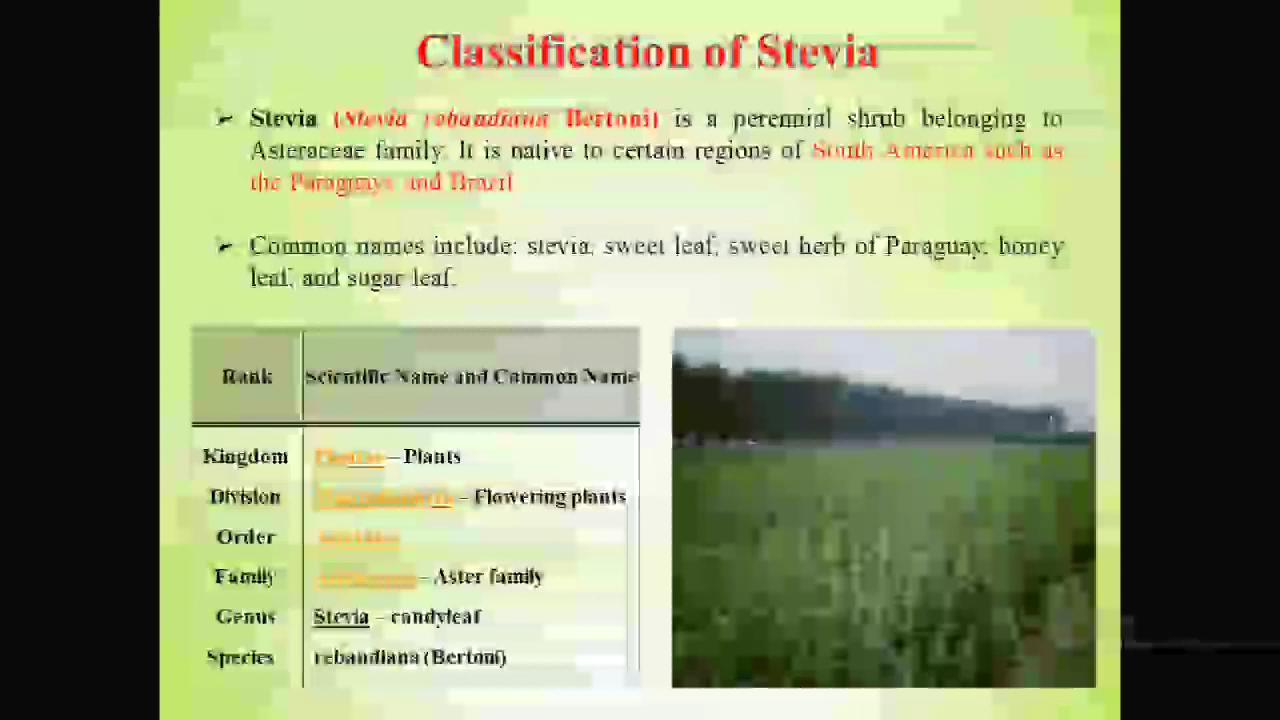 Classification of Stevia
➢ Stevia (Stevia rebaudiana Bertoni) is a perennial shrub belonging to
Asteraceae family. It is native to certain regions of South America such as
the Paraguays and Brazil
➢ Common names include: stevia, sweet leaf, sweet herb of Paraguay, honey
leaf, and sugar leaf.
Rank Scientific Name and Common Name
Kingdom Plantae – Plants
Division – Flowering plants
Order
Family – Aster family
Genus Stevia – candyleaf
Species rebaudiana (Bertoni)